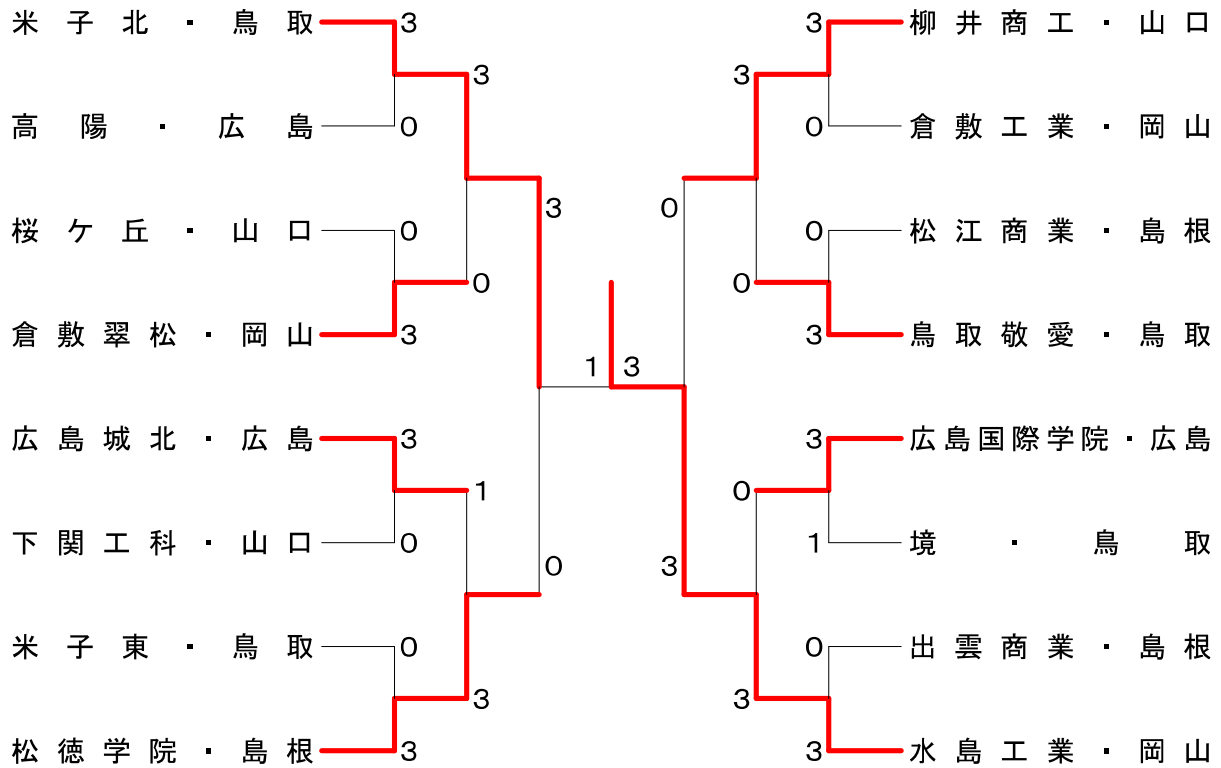 米子北・鳥取 3 3 柳井商工・山口
3 3
高陽・広島 0 0 倉敷工業・岡山
3 0
桜ケ丘・山口 0 0 松江商業・島根
0 0
倉敷翠松・岡山 3 3 鳥取敬愛・鳥取
1 3
広島城北・広島 3 3 広島国際学院・広島
1 0
下関工科・山口 0 1 境・鳥取
0 3
米子東・鳥取 0 0 出雲商業・島根
3 3
松徳学院・島根 3 3 水島工業・岡山